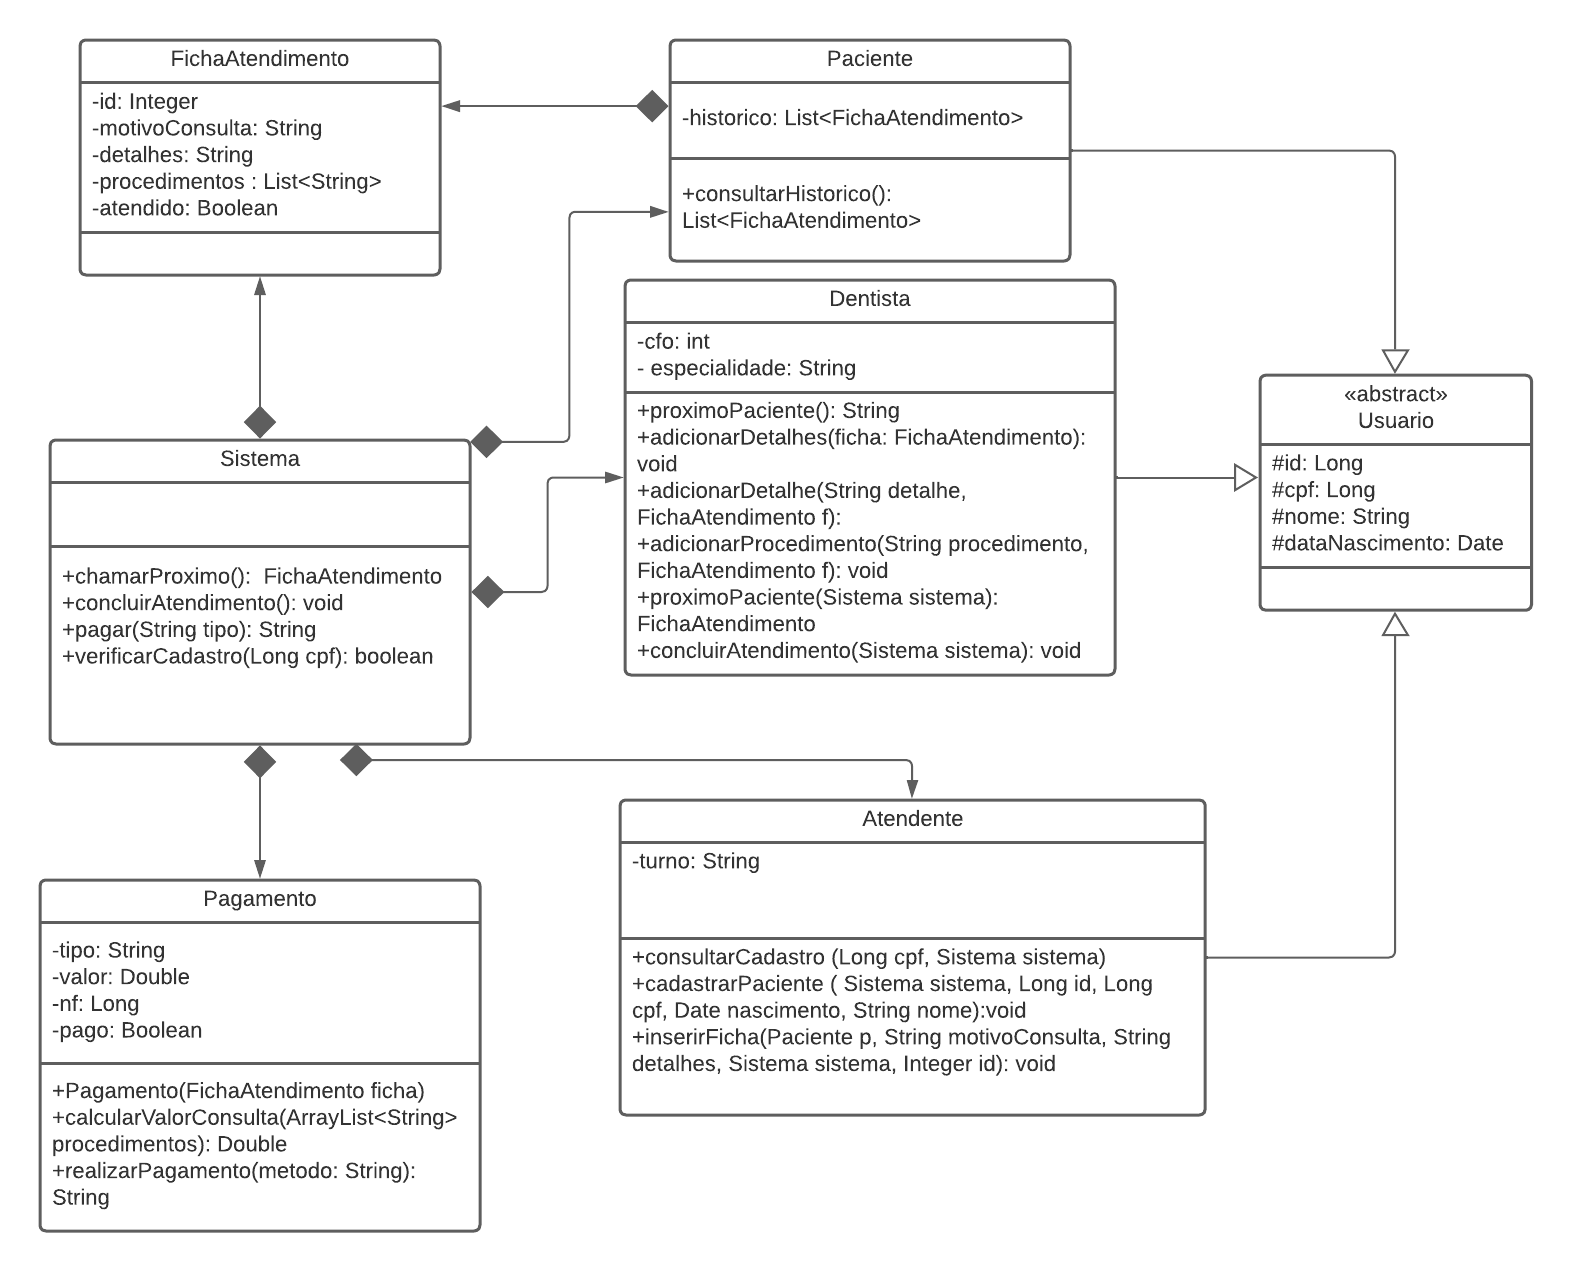 FichaAtendimento
-id: Integer
-motivoConsulta: String
-detalhes: String
-procedimentos : List<String>
-atendido: Boolean
Paciente
-historico: List<FichaAtendimento>
+consultarHistorico():
List<FichaAtendimento>
Dentista
-cfo: int
- especialidade: String
+proximoPaciente(): String
+adicionarDetalhes(ficha: FichaAtendimento):
void
+adicionarDetalhe(String detalhe,
FichaAtendimento f):
+adicionarProcedimento(String procedimento,
FichaAtendimento f): void
+proximoPaciente(Sistema sistema):
FichaAtendimento
+concluirAtendimento(Sistema sistema): void
«abstract»
Usuario
#id: Long
#cpf: Long
#nome: String
#dataNascimento: Date
Sistema
+chamarProximo():  FichaAtendimento
+concluirAtendimento(): void
+pagar(String tipo): String
+verificarCadastro(Long cpf): boolean
Atendente
-turno: String
+consultarCadastro (Long cpf, Sistema sistema)
+cadastrarPaciente ( Sistema sistema, Long id, Long
cpf, Date nascimento, String nome):void
+inserirFicha(Paciente p, String motivoConsulta, String
detalhes, Sistema sistema, Integer id): void
Pagamento
-tipo: String
-valor: Double
-nf: Long
-pago: Boolean
+Pagamento(FichaAtendimento ficha)
+calcularValorConsulta(ArrayList<String>
procedimentos): Double
+realizarPagamento(metodo: String):
String